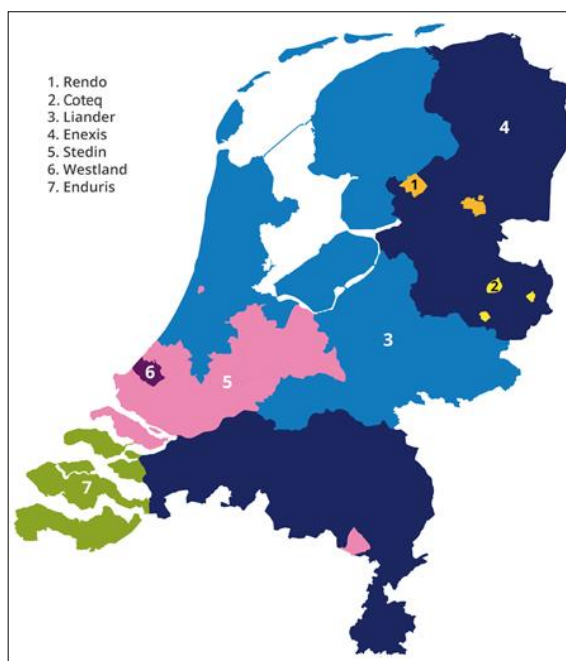 1. Rendo
2. Coteq
3. Liander
4. Enexis
5. Stedin
6. Westland
7. Enduris
4
1
2
3
6
5
7